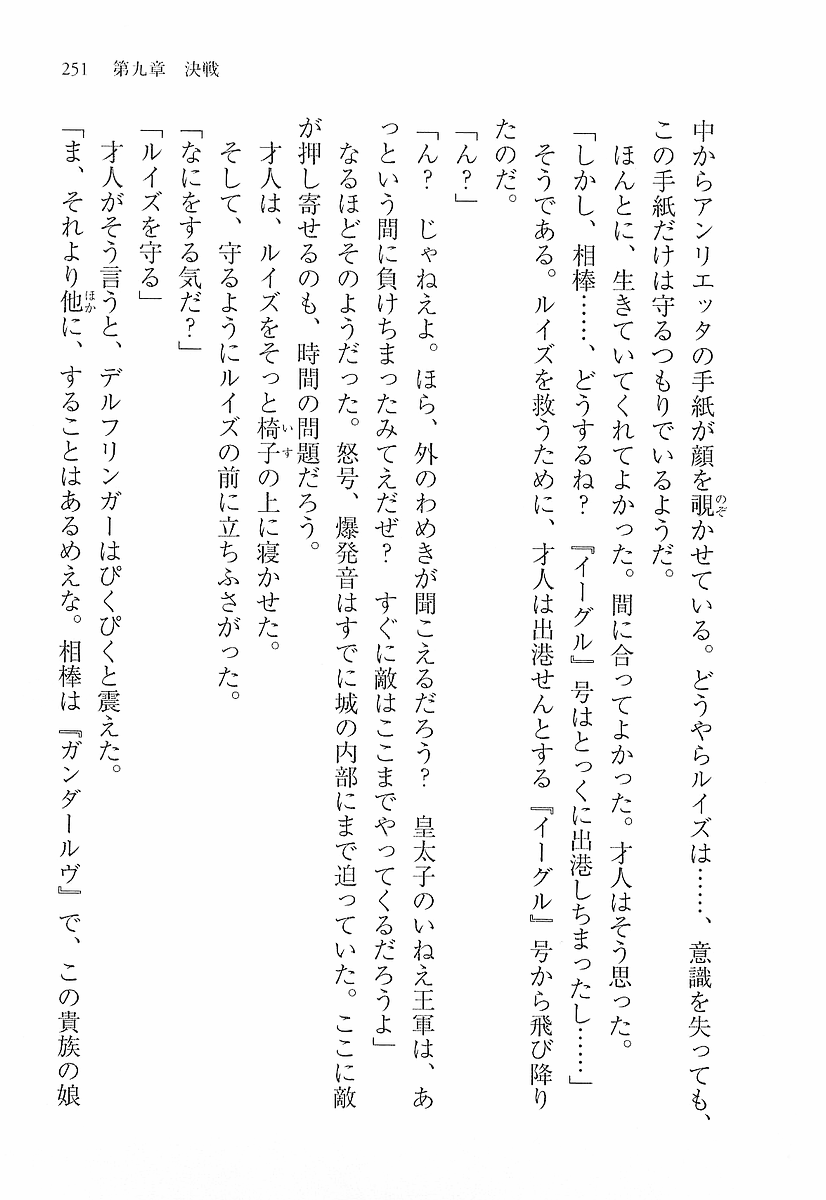 251　第九章　決戦
中からアンリエッタの手紙が顔を覗かせている。どうやらルイズは……、意識を失っても、
この手紙だけは守るつもりでいるようだ。
　ほんとに、生きていてくれてよかった。間に合ってよかった。才人はそう思った。
「しかし、相棒……、どうするね？　『イーグル』号はとっくに出港しちまったし……」
　そうである。ルイズを救うために、才人は出港せんとする『イーグル』号から飛び降り
たのだ。
「ん？」
「ん？　じゃねえよ。ほら、外のわめきが聞こえるだろう？　皇太子のいねえ王軍は、あ
っという間に負けちまったみてえだぜ？　すぐに敵はここまでやってくるだろうよ」
　なるほどそのようだった。怒号、爆発音はすでに城の内部にまで迫っていた。ここに敵
が押し寄せるのも、時間の問題だろう。
　才人は、ルイズをそっと椅子の上に寝かせた。
　そして、守るようにルイズの前に立ちふさがった。
「なにをする気だ？」
「ルイズを守る」
　才人がそう言うと、デルフリンガーはぴくぴくと震えた。
「ま、それより他に、することはあるめえな。相棒は『ガンダールヴ』で、この貴族の娘